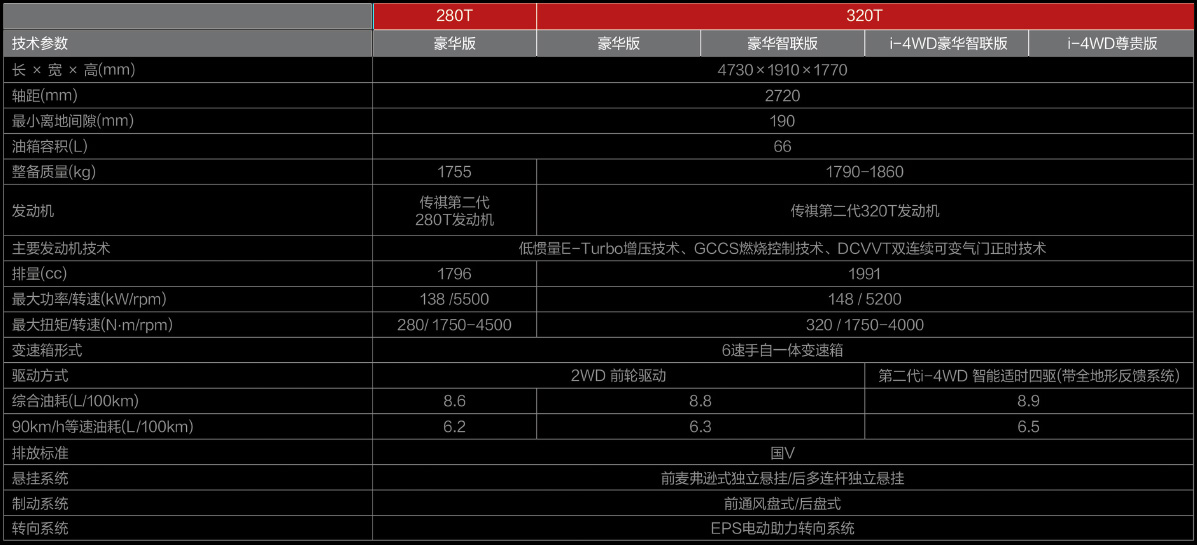 280T 320T
技术参数 豪华版 豪华版 豪华智联版 i-4WD豪华智联版 i-4WD尊贵版
长 × 宽 × 高(mm) 4730×1910×1770
轴距(mm) 2720
最小离地间隙(mm) 190
油箱容积(L) 66
整备质量(kg) 1755 1790-1860
发动机 传祺第二代 传祺第二代320T发动机
280T发动机
主要发动机技术 低惯量E-Turbo增压技术、GCCS燃烧控制技术、DCVVT双连续可变气门正时技术
排量(cc) 1796 1991
最大功率/转速(kW/rpm) 138 /5500 148 / 5200
最大扭矩/转速(N·m/rpm) 280/ 1750-4500 320 / 1750-4000
变速箱形式 6速手自一体变速箱
驱动方式 2WD 前轮驱动 第二代i-4WD 智能适时四驱(带全地形反馈系统)
综合油耗(L/100km) 8.6 8.8 8.9
90km/h等速油耗(L/100km) 6.2 6.3 6.5
排放标准 国V
悬挂系统 前麦弗逊式独立悬挂/后多连杆独立悬挂
制动系统 前通风盘式/后盘式
转向系统 EPS电动助力转向系统